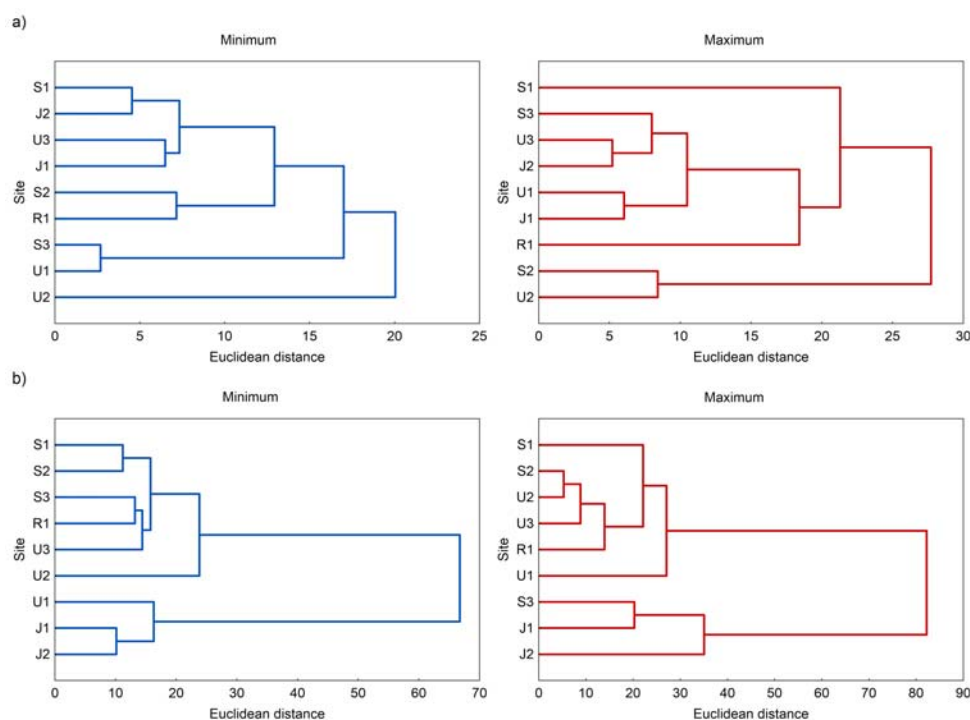 a)
Minimum
Site
S1
J2
U3
J1
S2
R1
S3
U1
U2
0 5 10 15 20 25
Euclidean distance
Maximum
Site
S1
S3
U3
J2
U1
J1
R1
S2
U2
0 5 10 15 20 25 30
Euclidean distance
b)
Minimum
Site
S1
S2
S3
R1
U3
U2
U1
J1
J2
0 10 20 30 40 50 60 70
Euclidean distance
Maximum
Site
S1
S2
U2
U3
R1
U1
S3
J1
J2
0 10 20 30 40 50 60 70 80 90
Euclidean distance